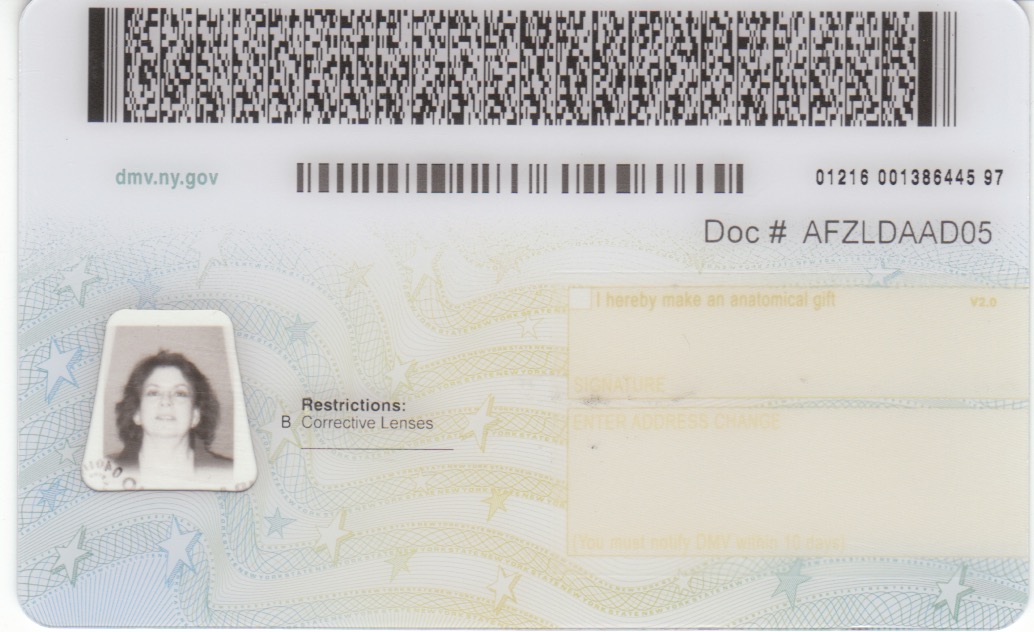 dmv.ny.gov
01216 001386445 97
Doc # AFZLDAAD05
I hereby make an anatomical gift
V2.0
SIGNATURE
Restrictions:
B Corrective Lenses
ENTER ADDRESS CHANGE
(You must notify DMV within 10 days)